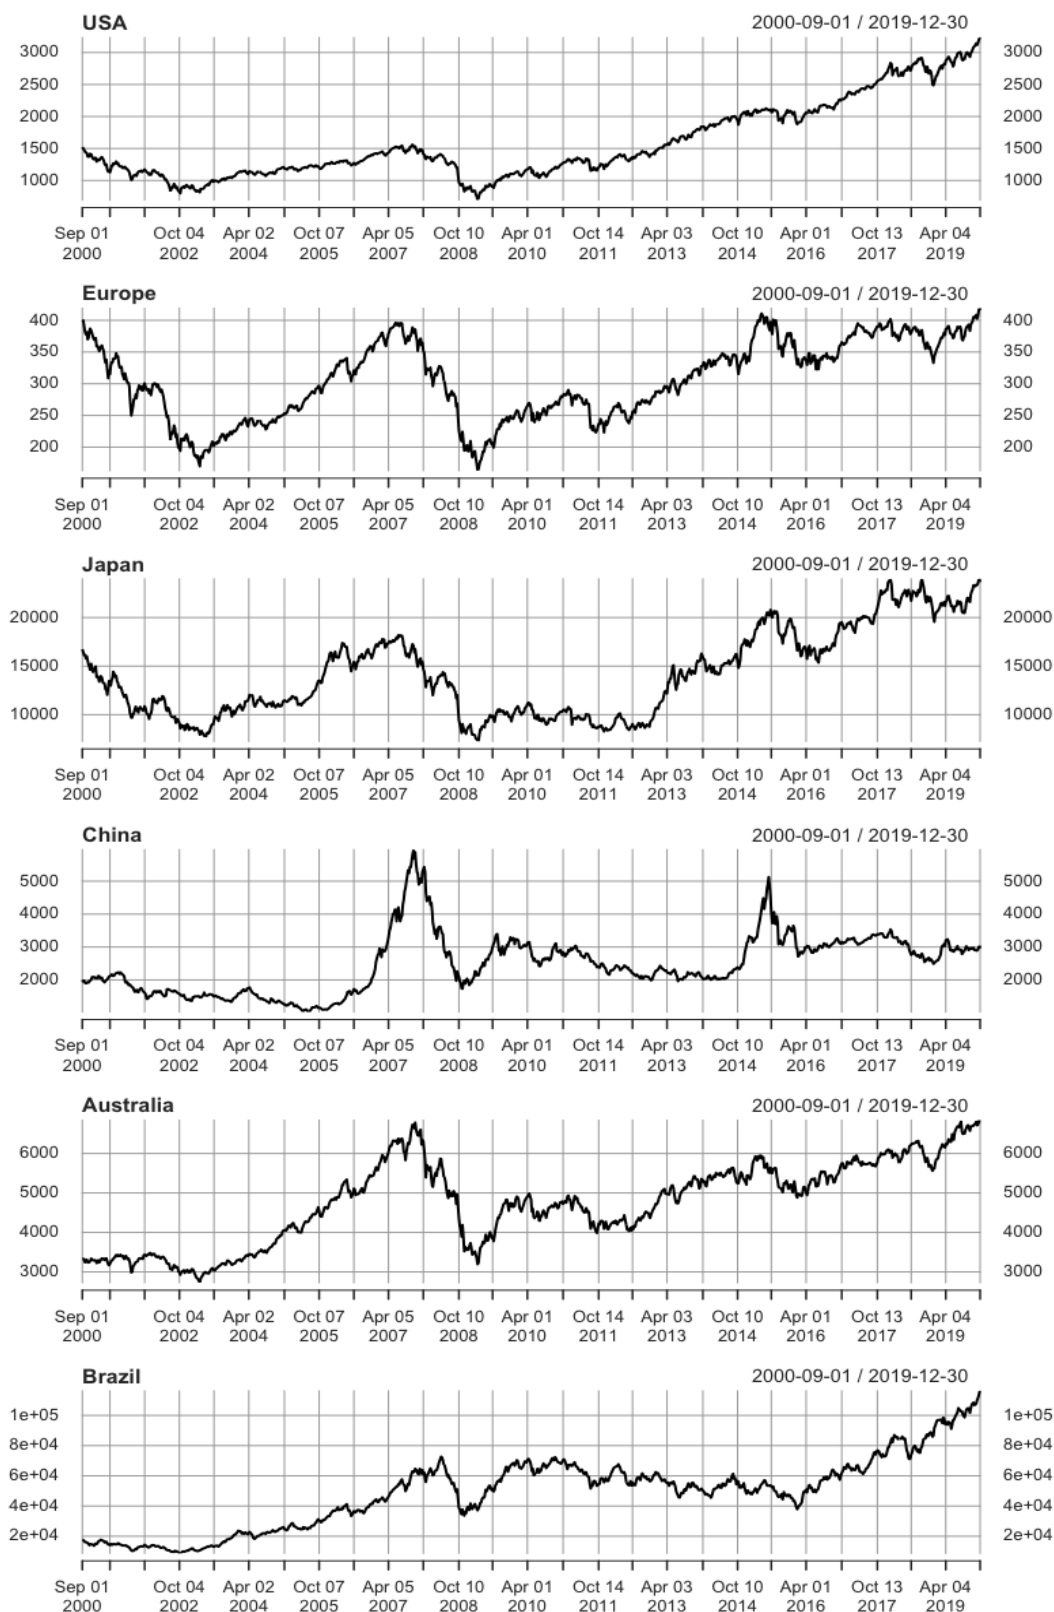 USA 2000-09-01 / 2019-12-30
3000 3000
2500 2500
2000 2000
1500 1500
1000 1000
Sep 01 Oct 04 Apr 02 Oct 07 Apr 05 Oct 10 Apr 01 Oct 14 Apr 03 Oct 10 Apr 01 Oct 13 Apr 04
2000 2002 2004 2005 2007 2008 2010 2011 2013 2014 2016 2017 2019
Europe 2000-09-01 / 2019-12-30
400 400
350 350
300 300
250 250
200 200
Sep 01 Oct 04 Apr 02 Oct 07 Apr 05 Oct 10 Apr 01 Oct 14 Apr 03 Oct 10 Apr 01 Oct 13 Apr 04
2000 2002 2004 2005 2007 2008 2010 2011 2013 2014 2016 2017 2019
Japan 2000-09-01 / 2019-12-30
20000 20000
15000 15000
10000 10000
Sep 01 Oct 04 Apr 02 Oct 07 Apr 05 Oct 10 Apr 01 Oct 14 Apr 03 Oct 10 Apr 01 Oct 13 Apr 04
2000 2002 2004 2005 2007 2008 2010 2011 2013 2014 2016 2017 2019
China 2000-09-01 / 2019-12-30
5000 5000
4000 4000
3000 3000
2000 2000
Sep 01 Oct 04 Apr 02 Oct 07 Apr 05 Oct 10 Apr 01 Oct 14 Apr 03 Oct 10 Apr 01 Oct 13 Apr 04
2000 2002 2004 2005 2007 2008 2010 2011 2013 2014 2016 2017 2019
Australia 2000-09-01 / 2019-12-30
6000 6000
5000 5000
4000 4000
3000 3000
Sep 01 Oct 04 Apr 02 Oct 07 Apr 05 Oct 10 Apr 01 Oct 14 Apr 03 Oct 10 Apr 01 Oct 13 Apr 04
2000 2002 2004 2005 2007 2008 2010 2011 2013 2014 2016 2017 2019
Brazil 2000-09-01 / 2019-12-30
1e+05 1e+05
8e+04 8e+04
6e+04 6e+04
4e+04 4e+04
2e+04 2e+04
Sep 01 Oct 04 Apr 02 Oct 07 Apr 05 Oct 10 Apr 01 Oct 14 Apr 03 Oct 10 Apr 01 Oct 13 Apr 04
2000 2002 2004 2005 2007 2008 2010 2011 2013 2014 2016 2017 2019